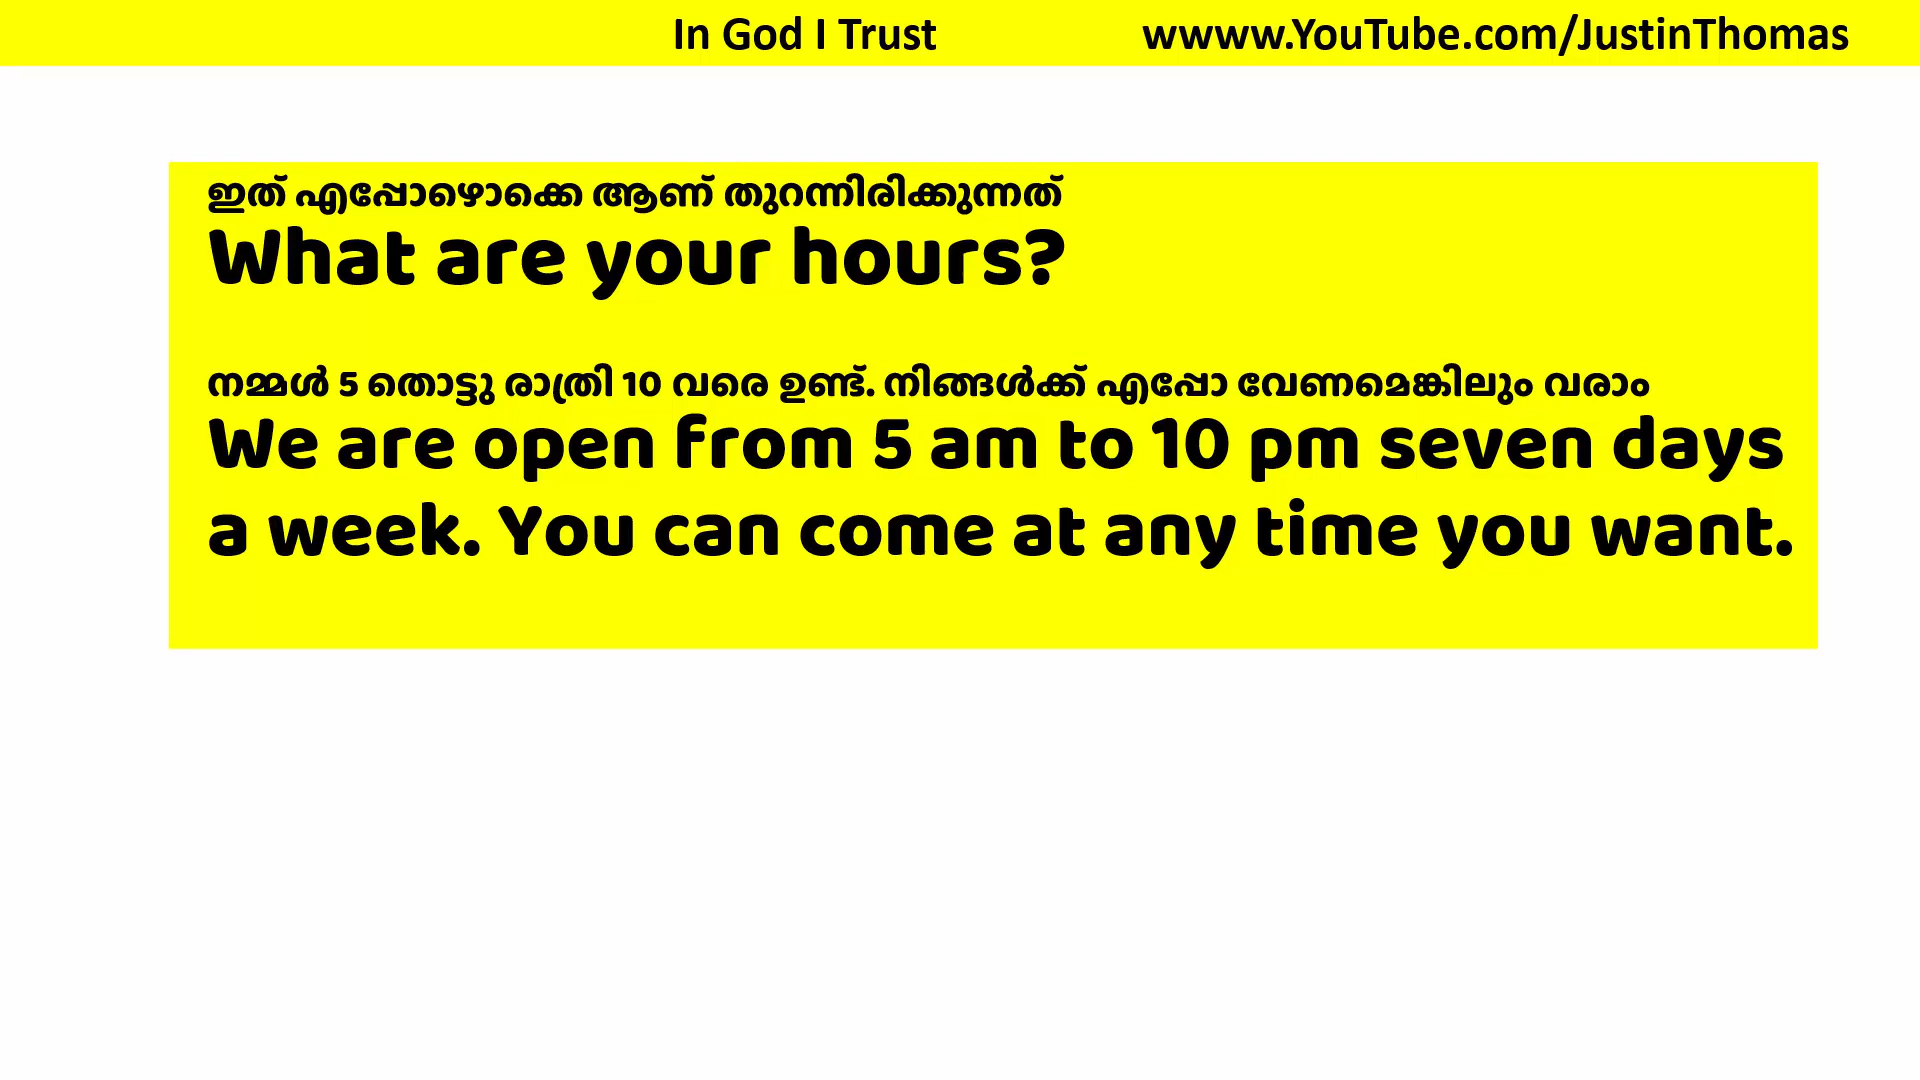 In God I Trust
wwww.YouTube.com/JustinThomas
ഇത് എപ്പോഴൊക്കെ ആണ് തുറന്നിരിക്കുന്നത്
What are your hours?
നമ്മൾ 5 തൊട്ടു രാത്രി 10 വരെ ഉണ്ട്. നിങ്ങൾക്ക് എപ്പോ വേണമെങ്കിലും വരാം
We are open from 5 am to 10 pm seven days
a week. You can come at any time you want.